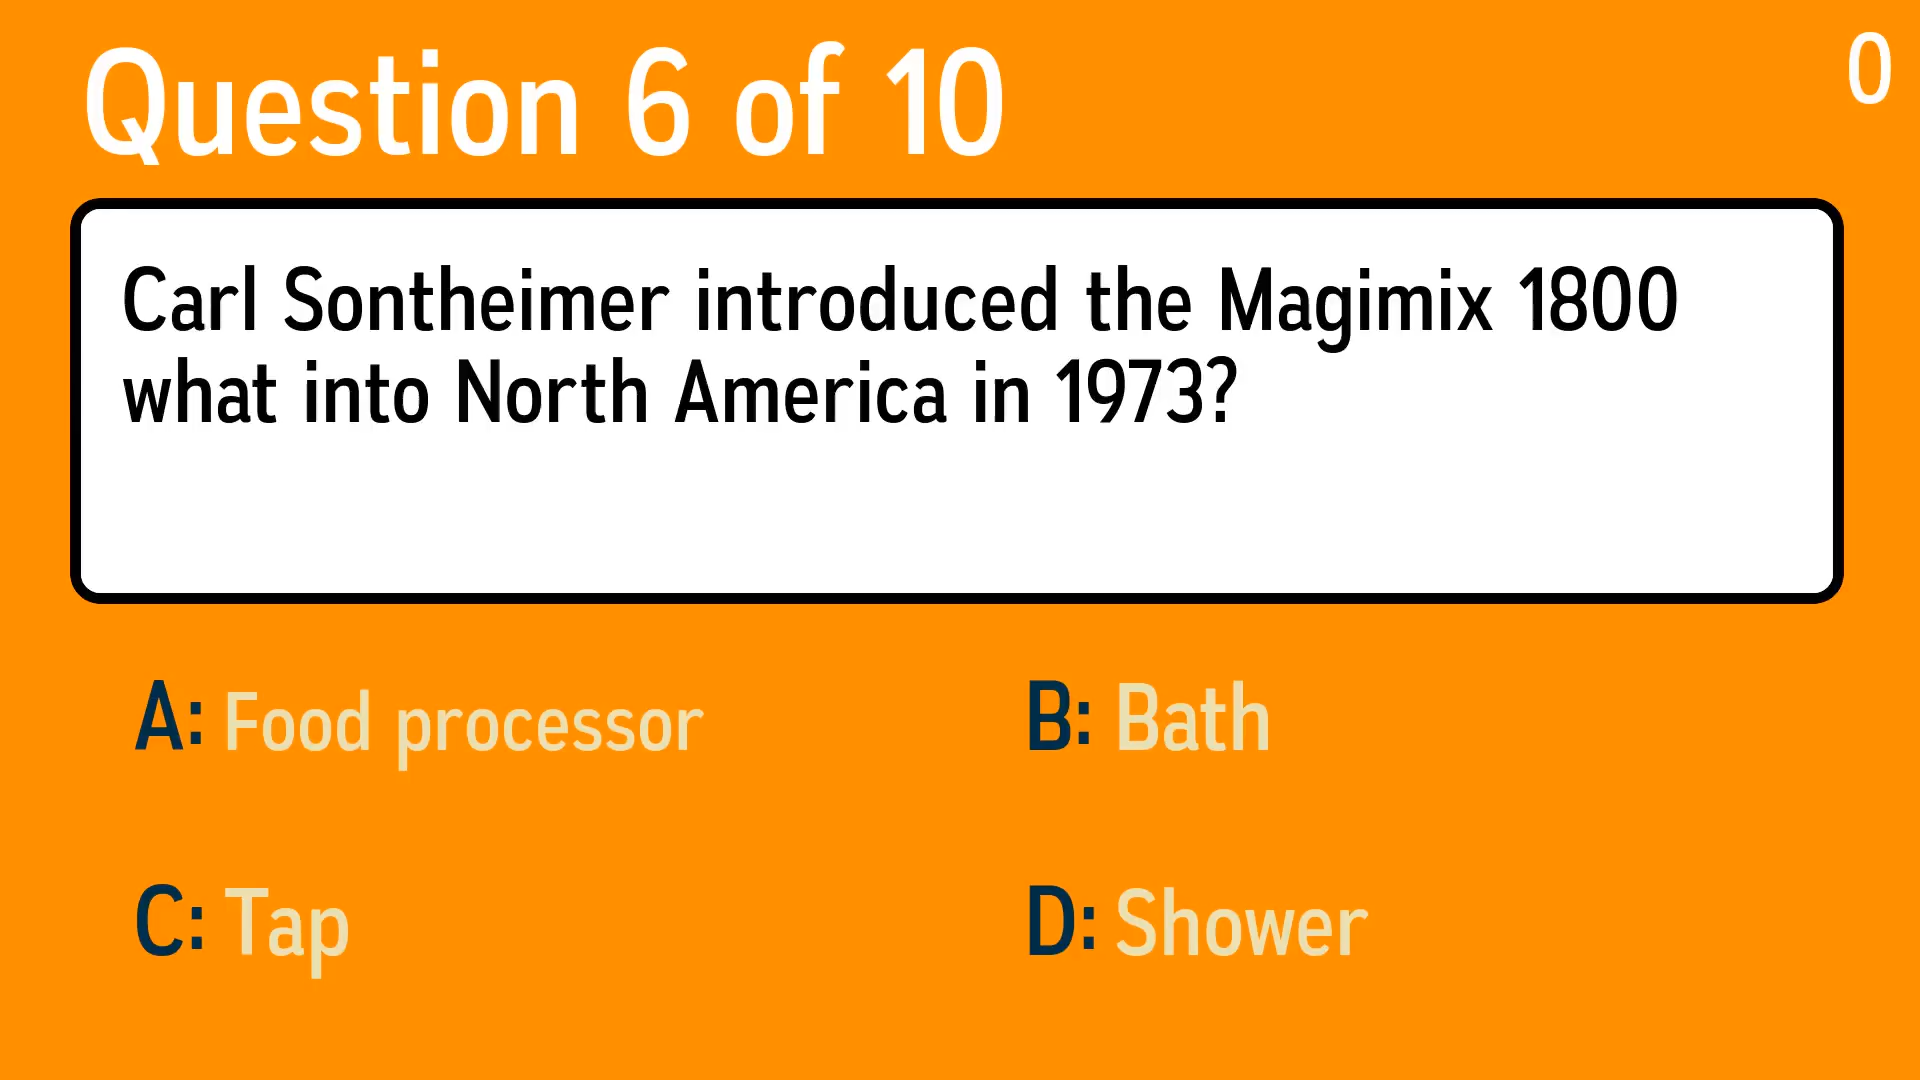 Question 6 of 10
0
Carl Sontheimer introduced the Magimix 1800
what into North America in 1973?
A: Food processor
B: Bath
C: Tap
D: Shower